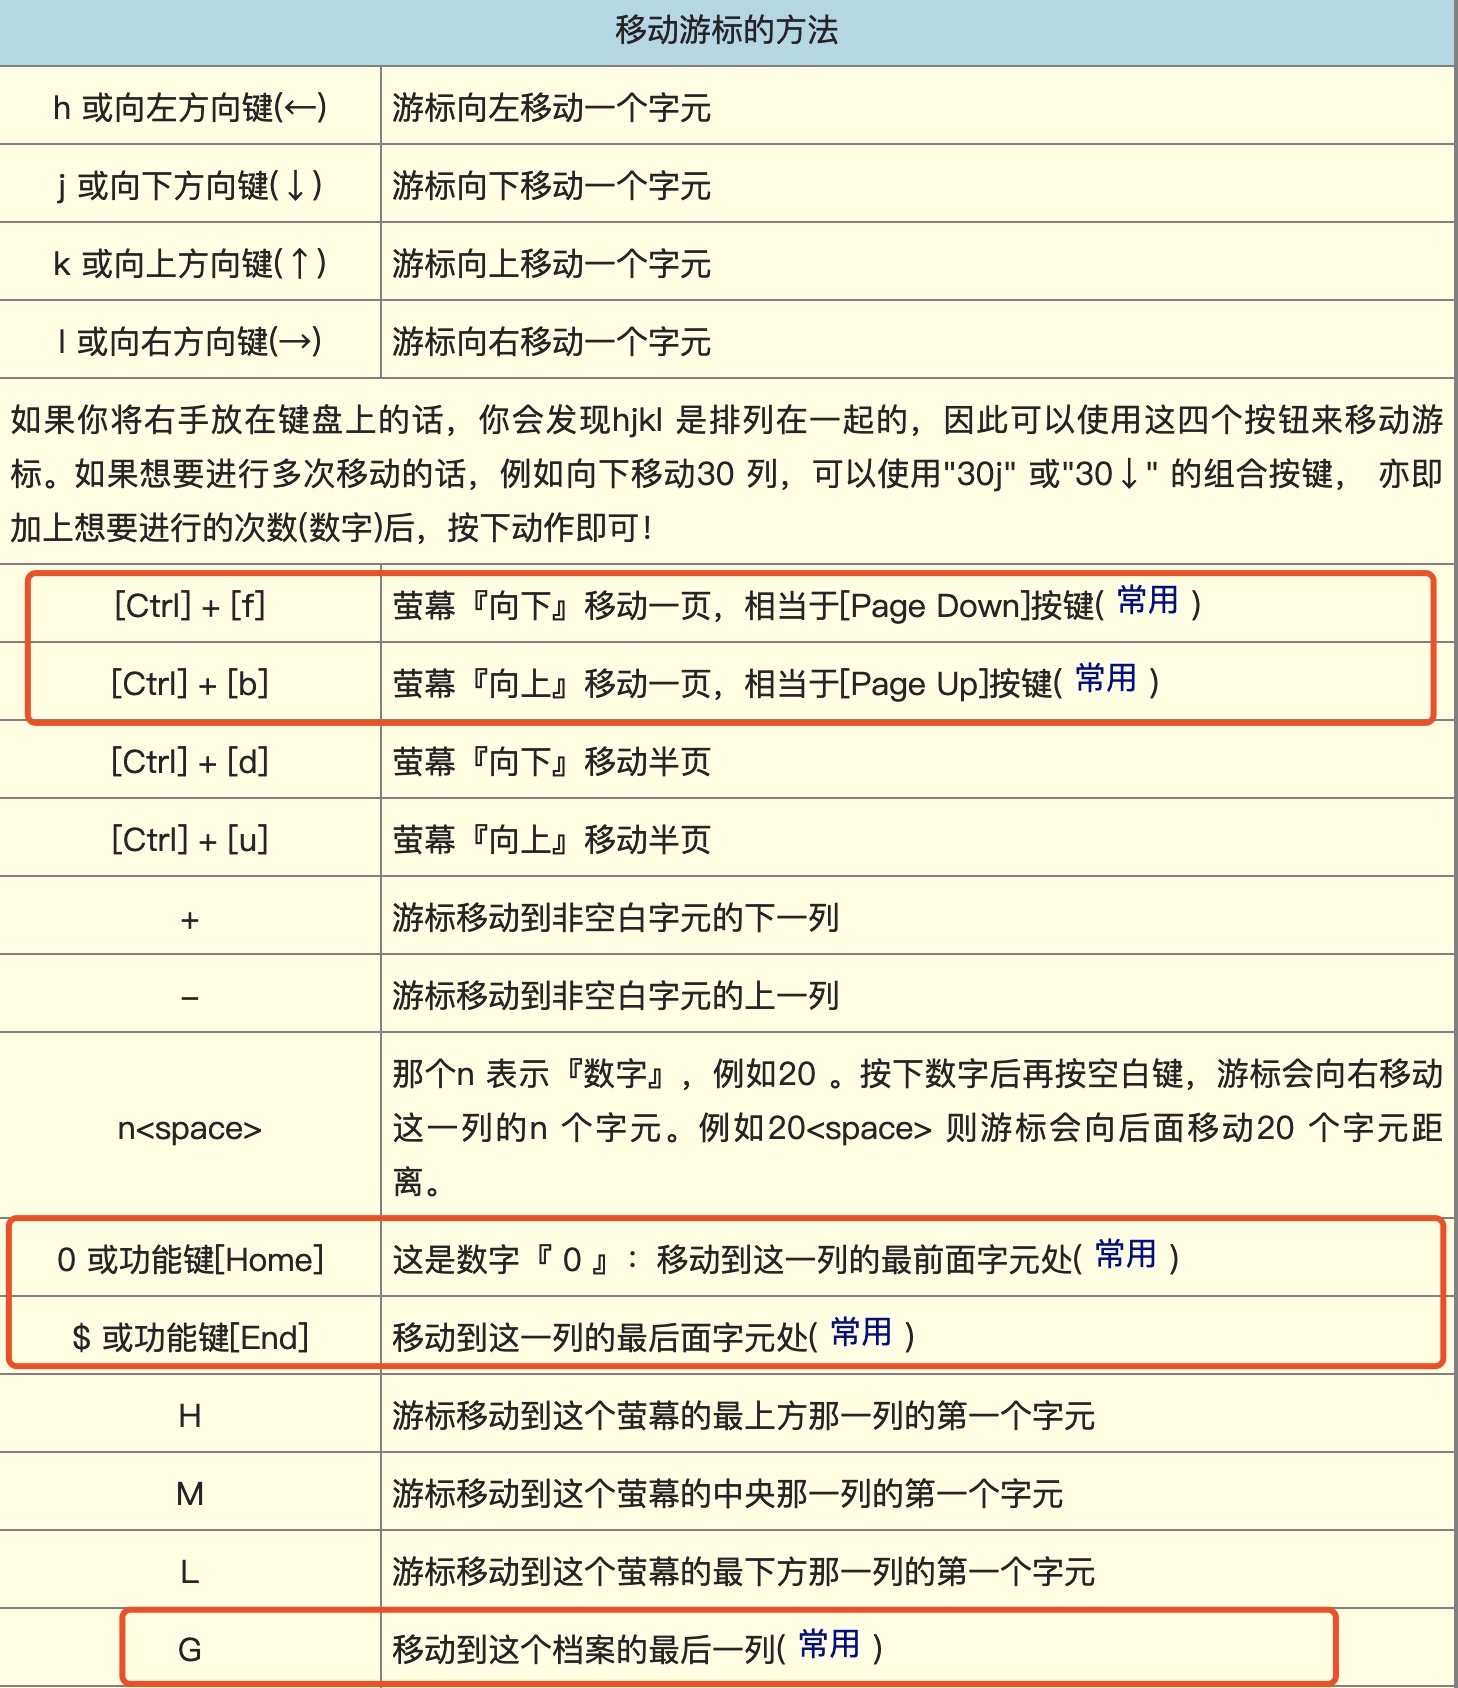 移动游标的方法
h 或向左方向键(←) 游标向左移动一个字元
j 或向下方向键(↓) 游标向下移动一个字元
k 或向上方向键(↑) 游标向上移动一个字元
l 或向右方向键(→) 游标向右移动一个字元
如果你将右手放在键盘上的话，你会发现hjkl 是排列在一起的，因此可以使用这四个按钮来移动游
标。如果想要进行多次移动的话，例如向下移动30 列，可以使用"30j" 或"30↓" 的组合按键， 亦即
加上想要进行的次数(数字)后，按下动作即可！
[Ctrl] + [f] 萤幕『向下』移动一页，相当于[Page Down]按键( 常用 )
[Ctrl] + [b] 萤幕『向上』移动一页，相当于[Page Up]按键( 常用 )
[Ctrl] + [d] 萤幕『向下』移动半页
[Ctrl] + [u] 萤幕『向上』移动半页
+ 游标移动到非空白字元的下一列
− 游标移动到非空白字元的上一列
那个n 表示『数字』，例如20 。按下数字后再按空白键，游标会向右移动
n<space> 这一列的n 个字元。例如20<space> 则游标会向后面移动20 个字元距
离。
0 或功能键[Home] 这是数字『 0 』：移动到这一列的最前面字元处( 常用 )
$ 或功能键[End] 移动到这一列的最后面字元处( 常用 )
H 游标移动到这个萤幕的最上方那一列的第一个字元
M 游标移动到这个萤幕的中央那一列的第一个字元
L 游标移动到这个萤幕的最下方那一列的第一个字元
G 移动到这个档案的最后一列( 常用 )